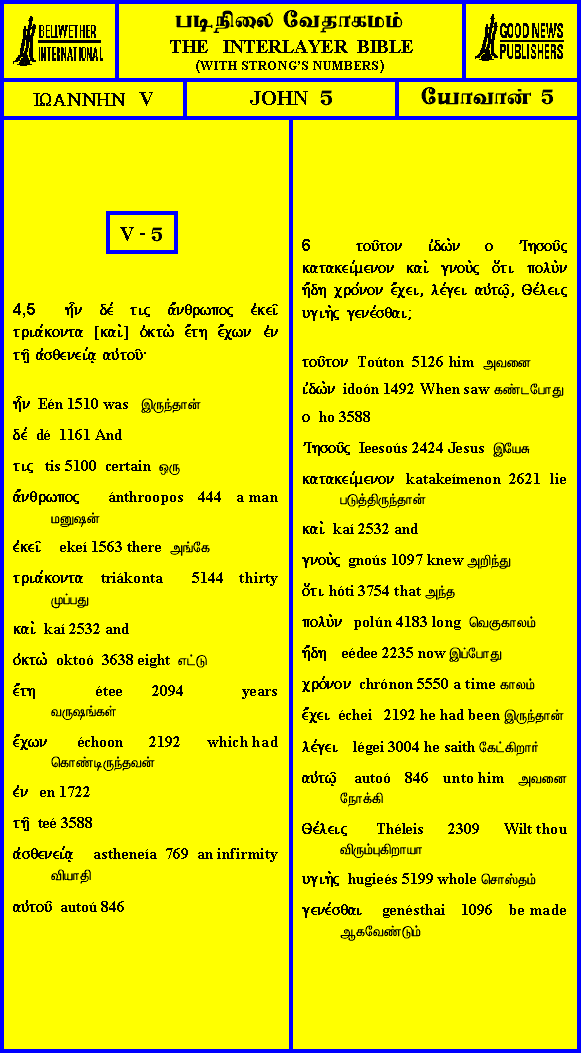 BELLWETHER
INTERNATIONAL
படிநிலை வேதாகமம்
THE INTERLAYER BIBLE
(WITH STRONG'S NUMBERS)
GOOD NEWS
PUBLISHERS
ΙΩΑΝΝΗΝ V
JOHN 5
யோவான் 5
V - 5
4,5 ἦν δέ τις ἄνθρωπος ἐκεῖ
τριάκοντα [καὶ] ὀκτὼ ἔτη ἔχων ἐν
τῇ ἀσθενείᾳ αὐτοῦ·
ἦν Eén 1510 was இருந்தான்
δέ dé 1161 And
τις tis 5100 certain ஒரு
ἄνθρωπος ánthroopos 444 a man
மனுஷன்
ἐκεῖ ekeí 1563 there அங்கே
τριάκοντα triákonta 5144 thirty
முப்பது
καὶ kaí 2532 and
ὀκτὼ oktoó 3638 eight எட்டு
ἔτη étee 2094 years
வருஷங்கள்
ἔχων échoon 2192 which had
கொண்டிருந்தவன்
ἐν en 1722
τῇ teé 3588
ἀσθενείᾳ astheneía 769 an infirmity
வியாதி
αὐτοῦ autoú 846
6 τοῦτον ἰδὼν ο Ἰησοῦς
κατακείμενον καὶ γνοὺς ὅτι πολὺν
ἤδη χρόνον ἔχει, λέγει αὐτῷ, Θέλεις
υγιὴς γενέσθαι;
τοῦτον Toúton 5126 him அவனை
ἰδὼν idoón 1492 When saw கண்டபோது
ο ho 3588
Ἰησοῦς Ieesoús 2424 Jesus இயேசு
κατακείμενον katakeímenon 2621 lie
படுத்திருந்தான்
καὶ kaí 2532 and
γνοὺς gnoús 1097 knew அறிந்து
ὅτι hóti 3754 that அந்த
πολὺν polún 4183 long வெகுகாலம்
ἤδη eédee 2235 now இப்போது
χρόνον chrónon 5550 a time காலம்
ἔχει échei 2192 he had been இருந்தான்
λέγει légei 3004 he saith கேட்கிறார்
αὐτῷ autoó 846 unto him அவனை
நோக்கி
Θέλεις Théleis 2309 Wilt thou
விரும்புகிறாயா
υγιὴς hugieés 5199 whole சொஸ்தம்
γενέσθαι genésthai 1096 be made
ஆகவேண்டும்